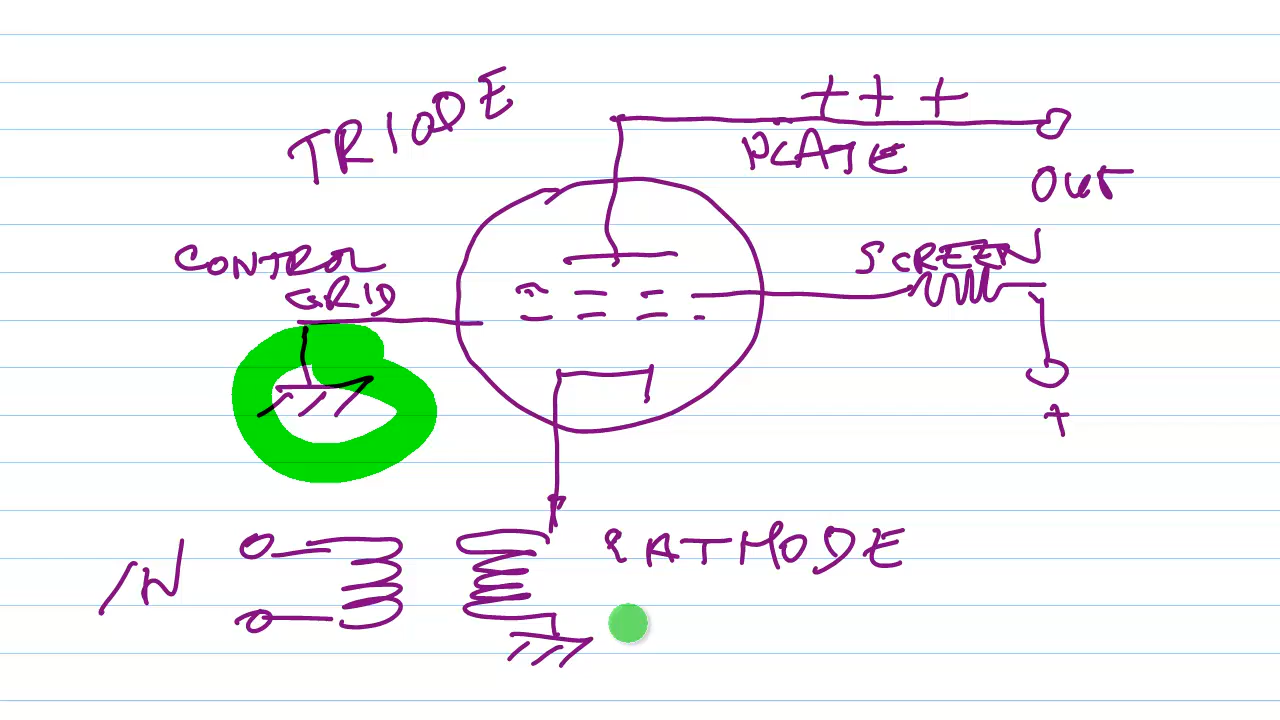 TRIODE
+ + +
PLATE
OUT
CONTROL
GRID
SCREEN
+
IN
CATHODE